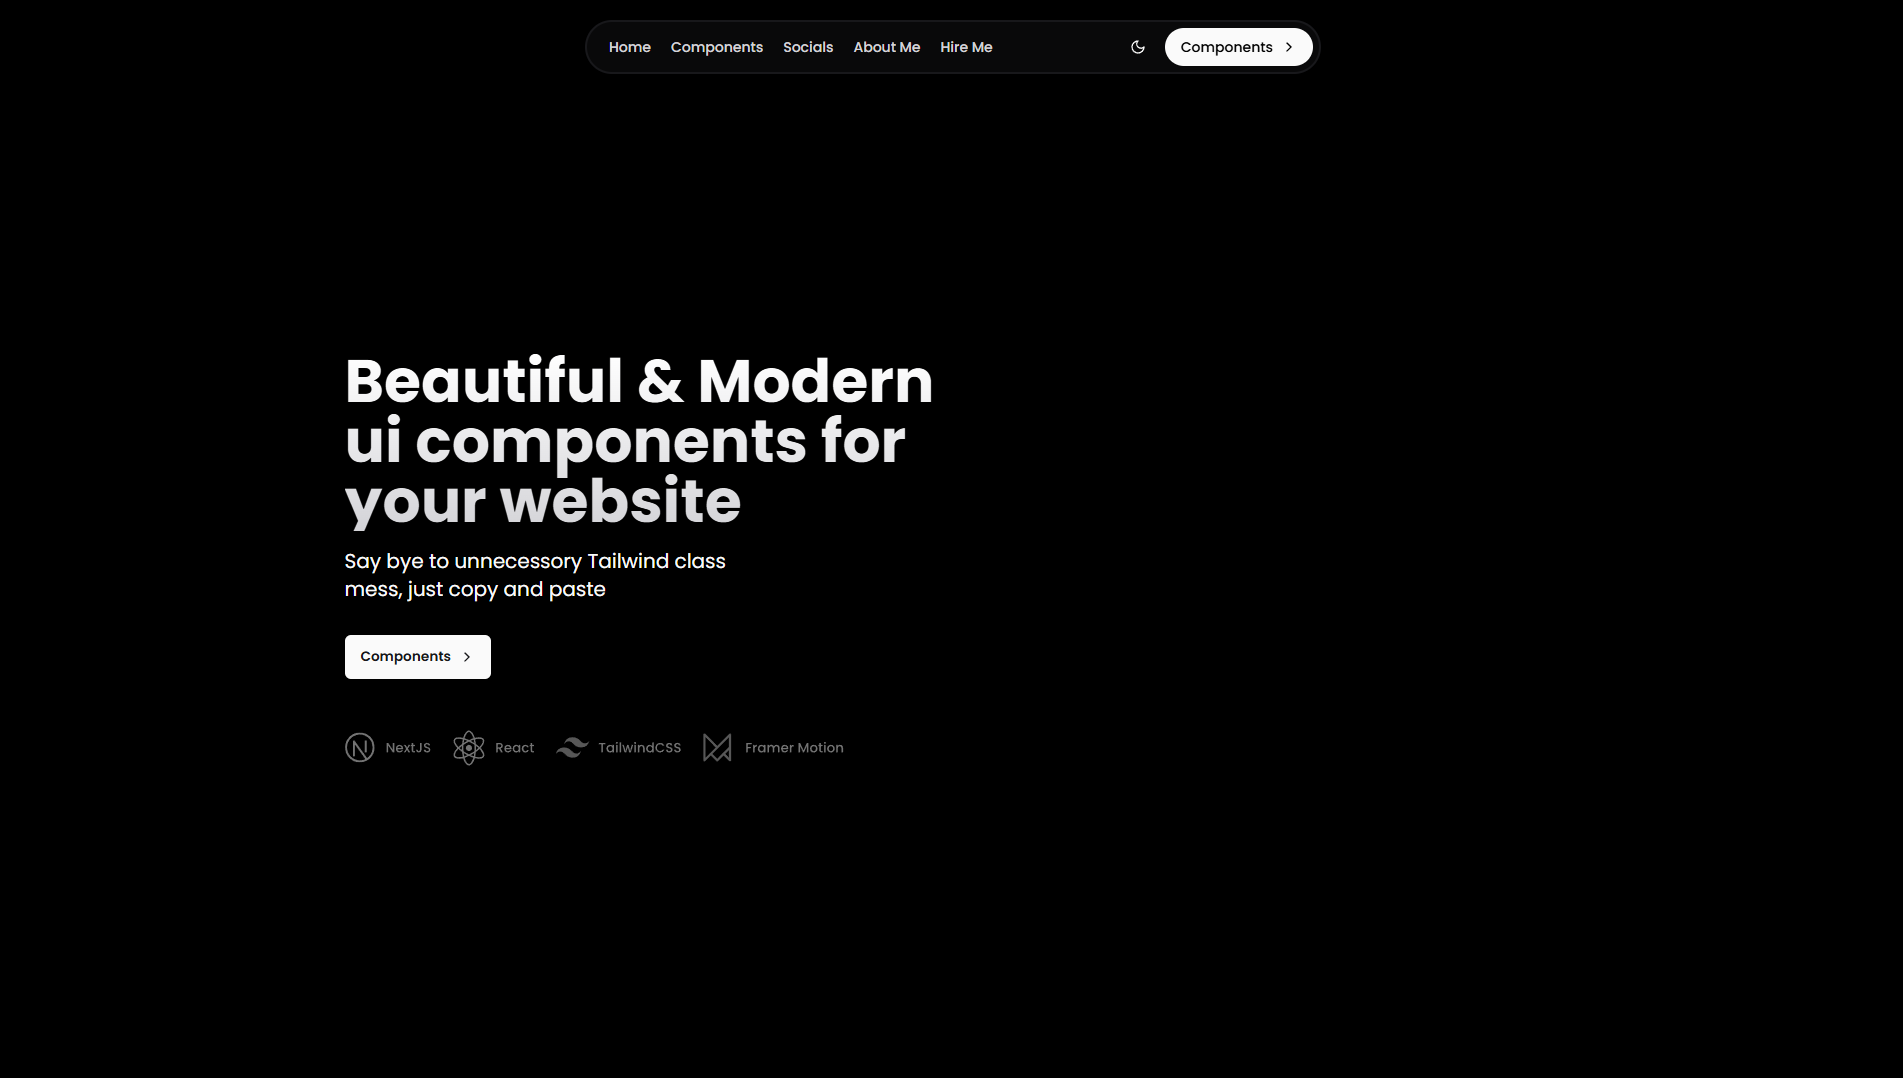 Home Components Socials About Me Hire Me Components
Beautiful & Modern
ui components for
your website
Say bye to unnecessory Tailwind class
mess, just copy and paste
Components
NextJS React TailwindCSS Framer Motion